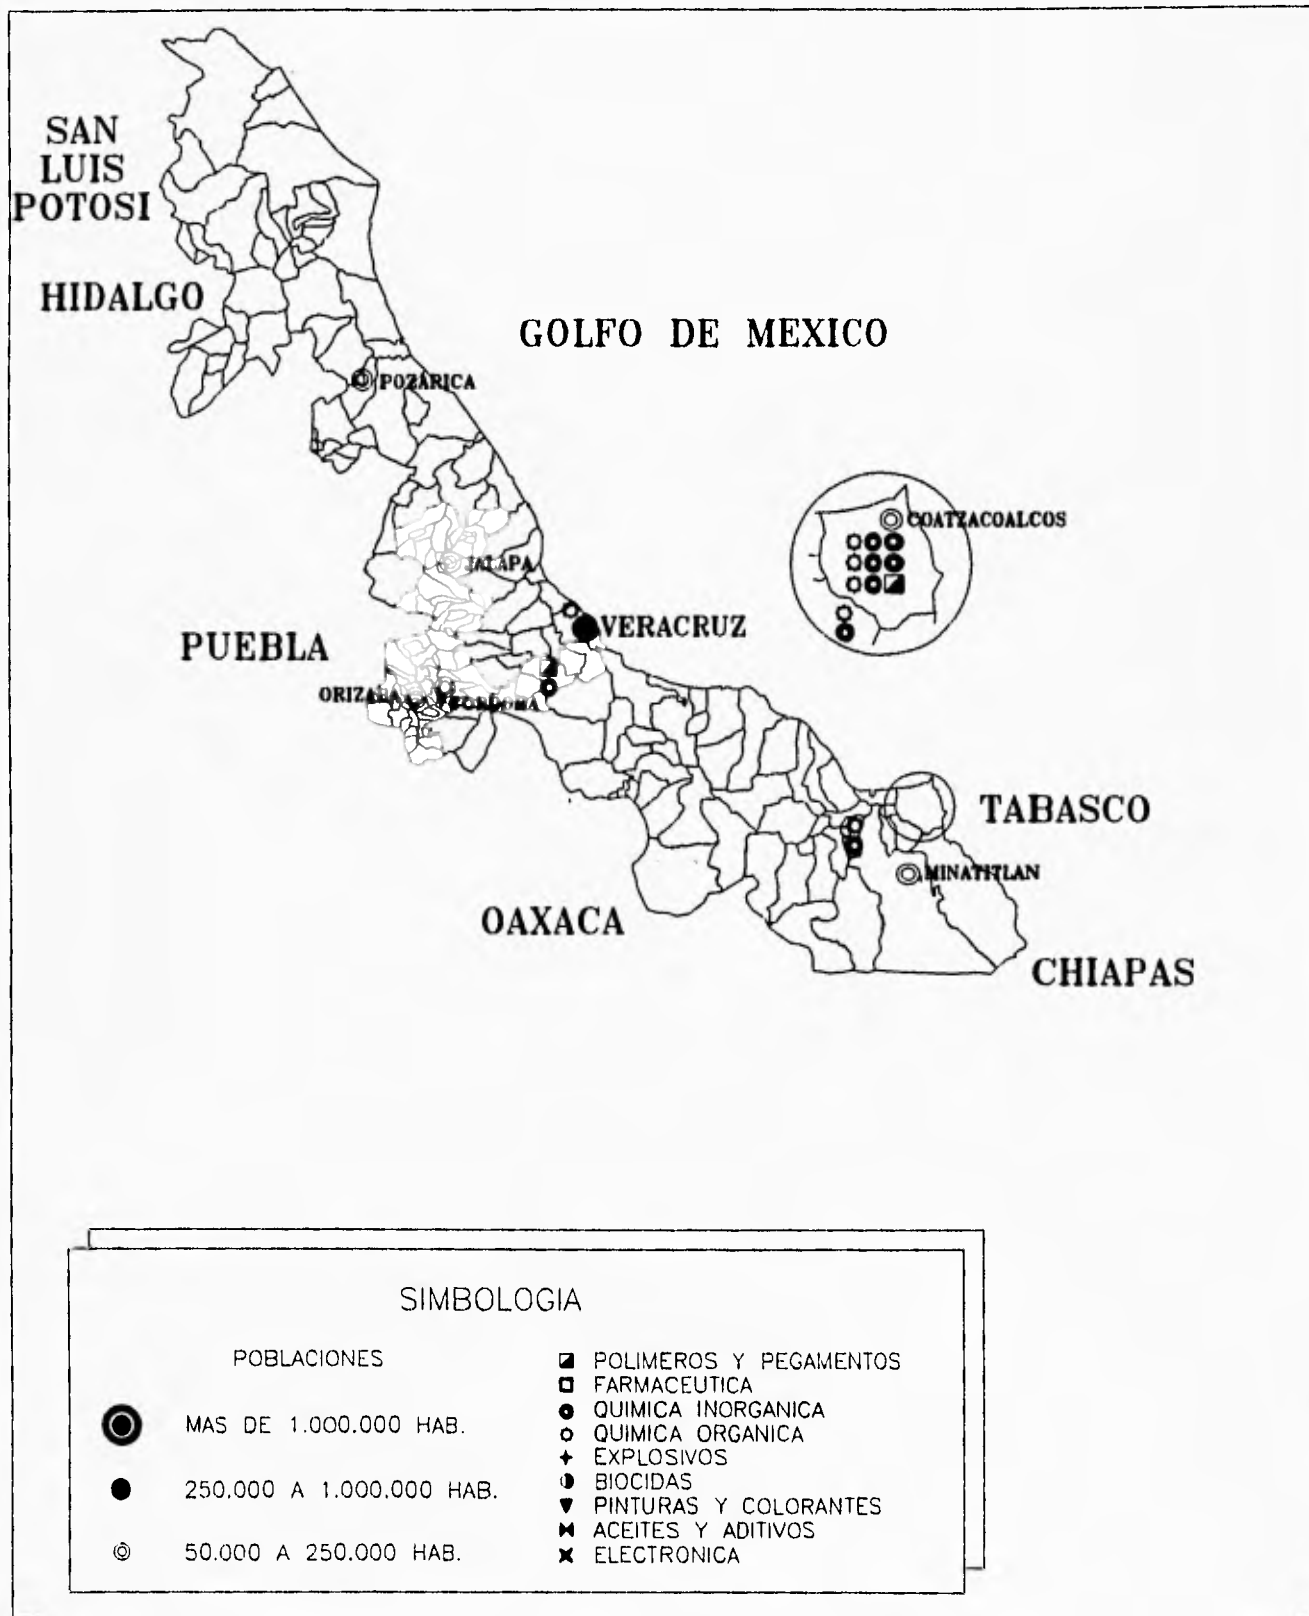 SAN
LUIS
POTOSI
HIDALGO
GOLFO DE MEXICO
POZARICA
COATZACOALCOS
JALAPA
VERACRUZ
PUEBLA
ORIZABA
CORDOBA
TABASCO
MINATITLAN
OAXACA
CHIAPAS
SIMBOLOGIA
POBLACIONES
MAS DE 1.000.000 HAB.
250.000 A 1.000.000 HAB.
50.000 A 250.000 HAB.
POLIMEROS Y PEGAMENTOS
FARMACEUTICA
QUIMICA INORGANICA
QUIMICA ORGANICA
EXPLOSIVOS
BIOCIDAS
PINTURAS Y COLORANTES
ACEITES Y ADITIVOS
ELECTRONICA